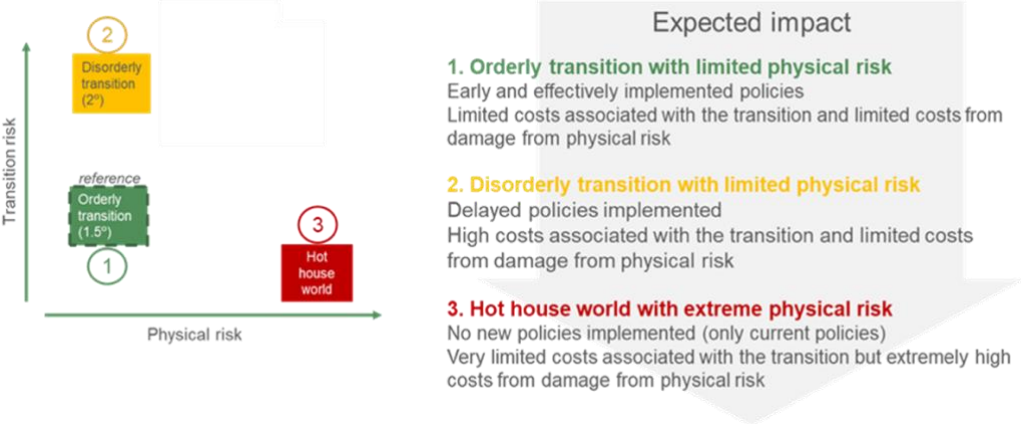 2
Disorderly
transition
(2º)
Transition risk
reference
Orderly
transition
(1.5º)
1
3
Hot
house
world
Physical risk
Expected impact
1. Orderly transition with limited physical risk
Early and effectively implemented policies
Limited costs associated with the transition and limited costs from
damage from physical risk
2. Disorderly transition with limited physical risk
Delayed policies implemented
High costs associated with the transition and limited costs
from damage from physical risk
3. Hot house world with extreme physical risk
No new policies implemented (only current policies)
Very limited costs associated with the transition but extremely high
costs from damage from physical risk